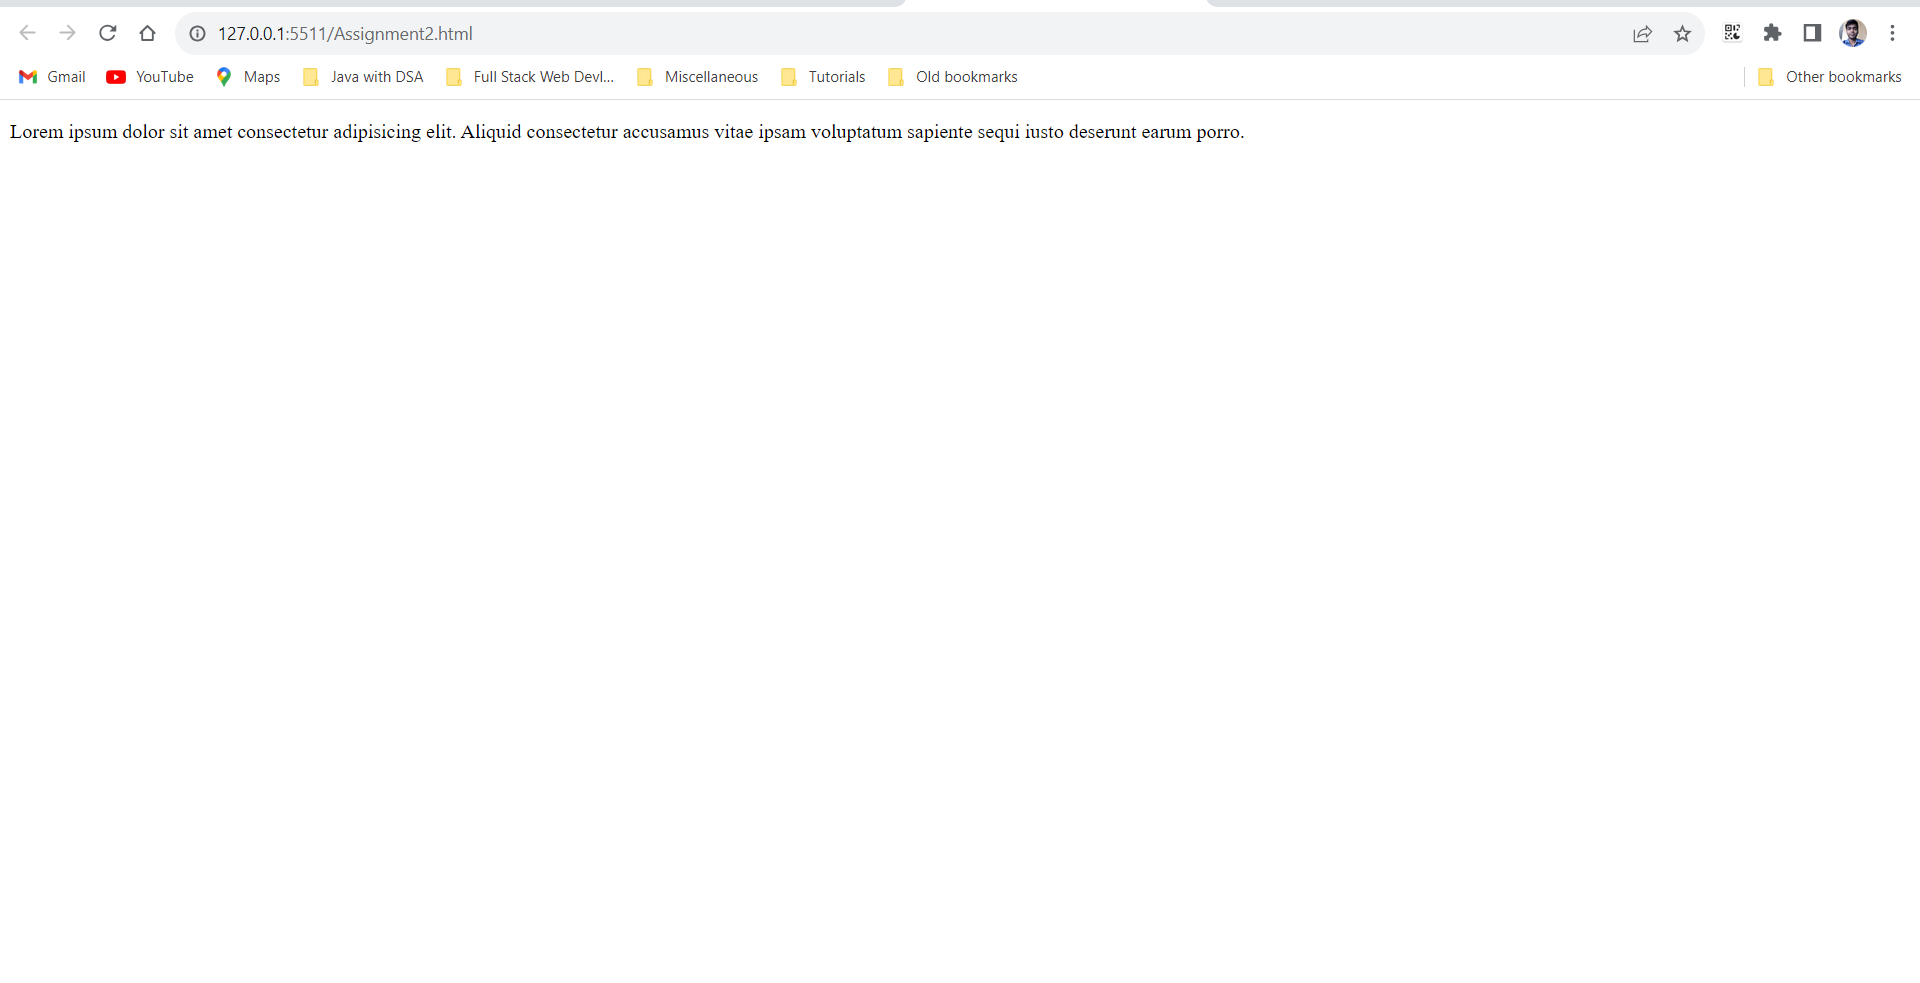 127.0.0.1:5511/Assignment2.html
Gmail YouTube Maps Java with DSA Full Stack Web Devl... Miscellaneous Tutorials Old bookmarks Other bookmarks
Lorem ipsum dolor sit amet consectetur adipisicing elit. Aliquid consectetur accusamus vitae ipsam voluptatum sapiente sequi iusto deserunt earum porro.